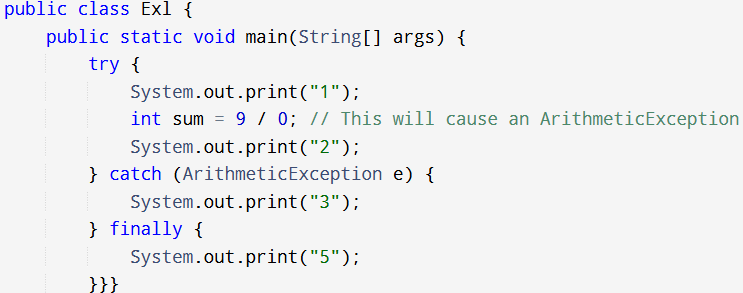 public class Exl {
    public static void main(String[] args) {
        try {
            System.out.print("1");
            int sum = 9 / 0; // This will cause an ArithmeticException
            System.out.print("2");
        } catch (ArithmeticException e) {
            System.out.print("3");
        } finally {
            System.out.print("5");
        }}}